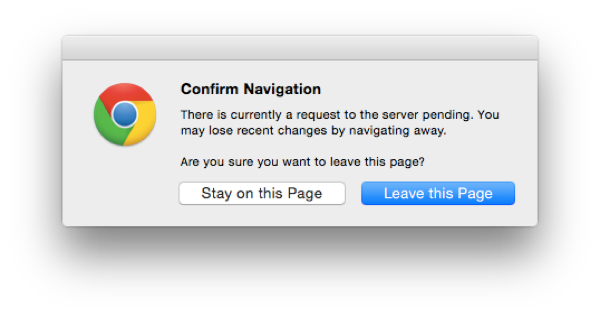 Confirm Navigation
There is currently a request to the server pending. You
may lose recent changes by navigating away.
Are you sure you want to leave this page?
Stay on this Page
Leave this Page